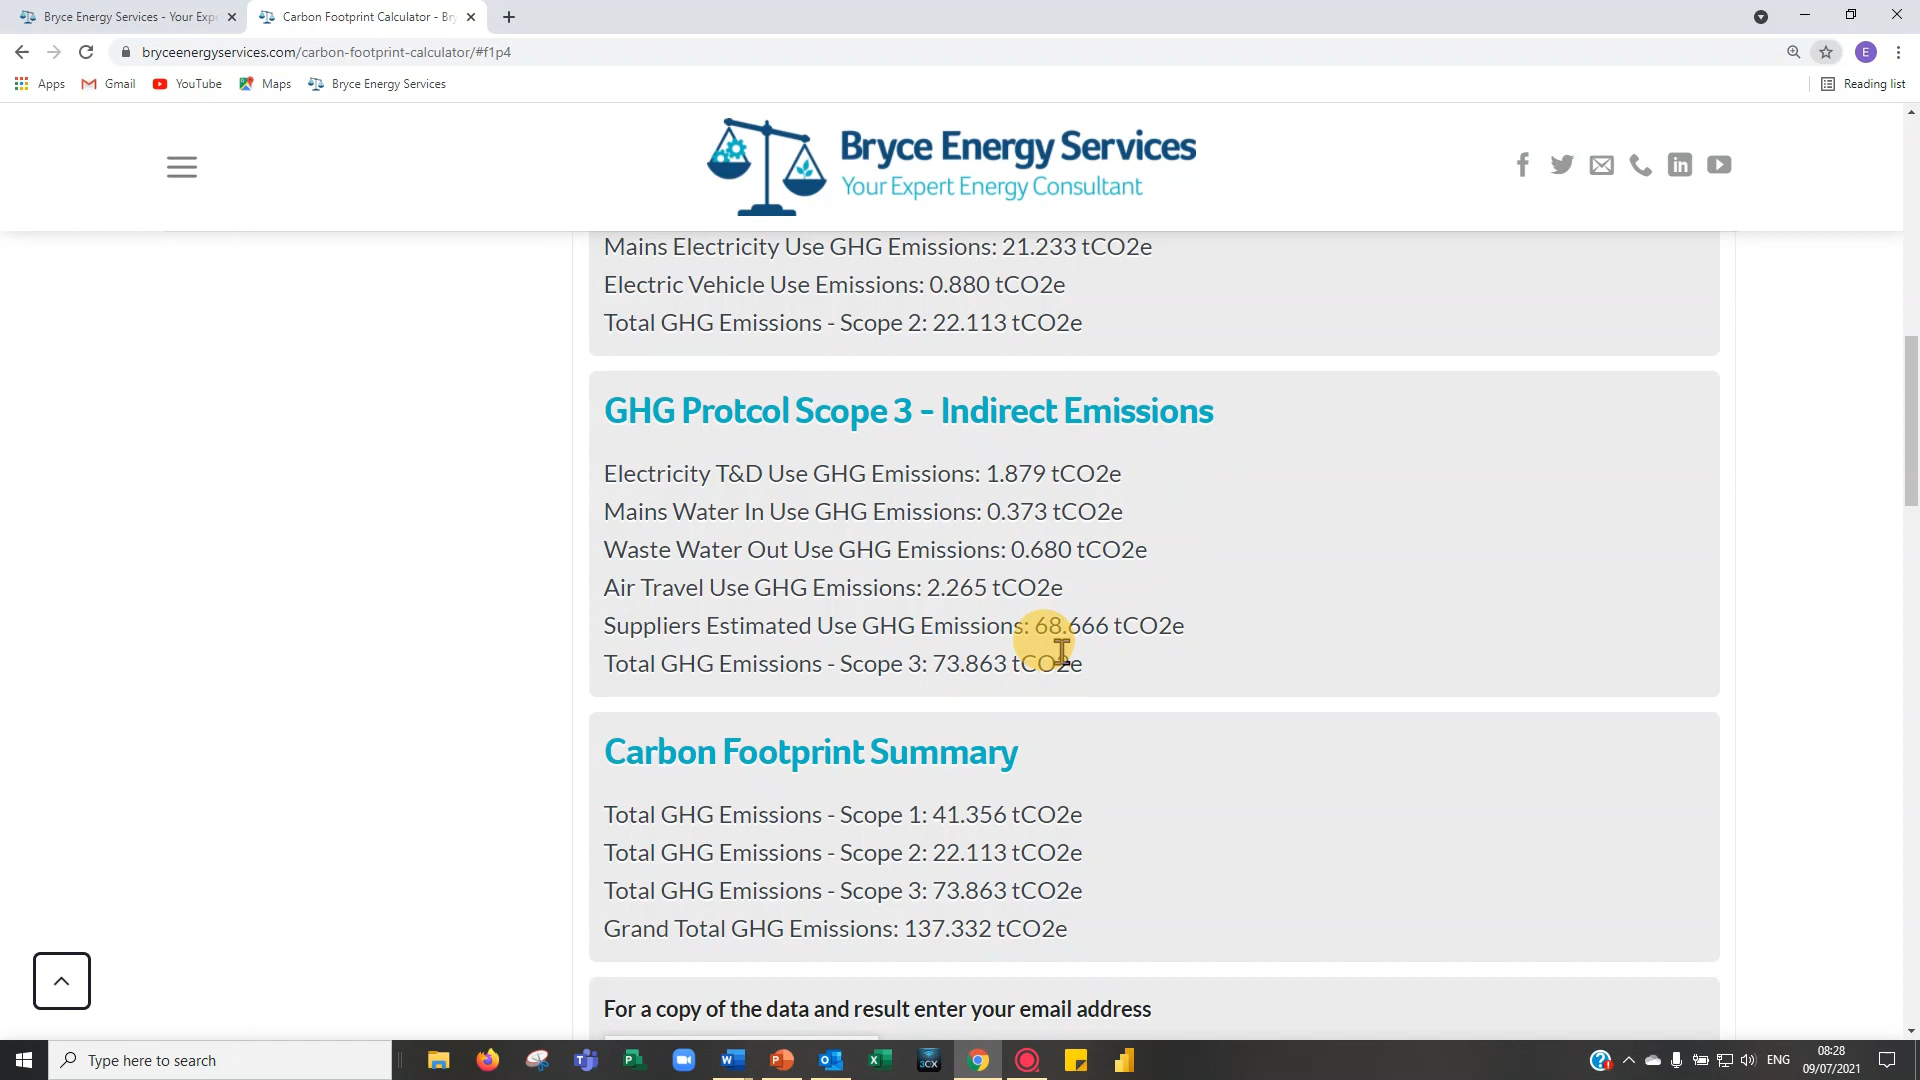 Bryce Energy Services - Your Exp
Carbon Footprint Calculator - Br
bryceenergyservices.com/carbon-footprint-calculator/#f1p4
E
Apps
Gmail
YouTube
Maps
Bryce Energy Services
Reading list
Bryce Energy Services
Your Expert Energy Consultant
Mains Electricity Use GHG Emissions: 21.233 tCO2e
Electric Vehicle Use Emissions: 0.880 tCO2e
Total GHG Emissions - Scope 2: 22.113 tCO2e
GHG Protcol Scope 3 - Indirect Emissions
Electricity T&D Use GHG Emissions: 1.879 tCO2e
Mains Water In Use GHG Emissions: 0.373 tCO2e
Waste Water Out Use GHG Emissions: 0.680 tCO2e
Air Travel Use GHG Emissions: 2.265 tCO2e
Suppliers Estimated Use GHG Emissions: 68.666 tCO2e
Total GHG Emissions - Scope 3: 73.863 tCO2e
Carbon Footprint Summary
Total GHG Emissions - Scope 1: 41.356 tCO2e
Total GHG Emissions - Scope 2: 22.113 tCO2e
Total GHG Emissions - Scope 3: 73.863 tCO2e
Grand Total GHG Emissions: 137.332 tCO2e
For a copy of the data and result enter your email address
Type here to search
3CX
ENG
08:28
09/07/2021